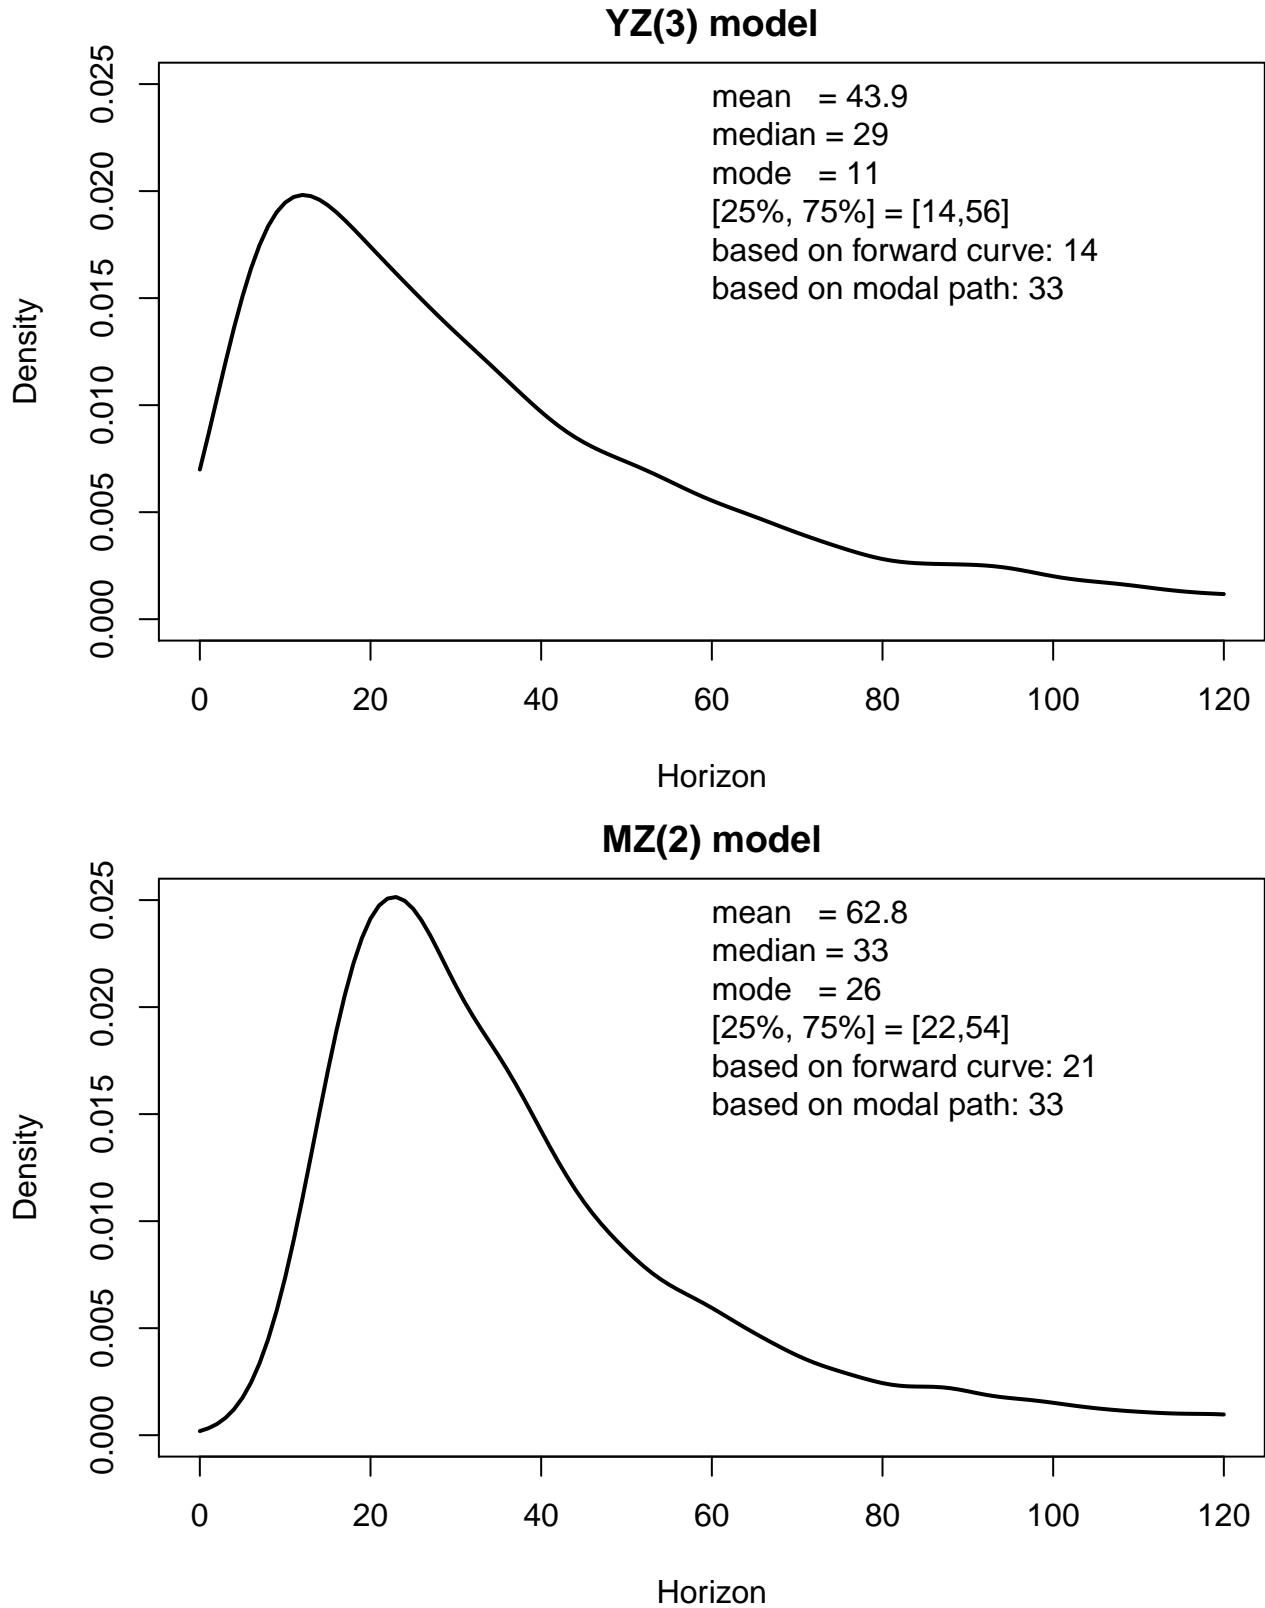 YZ(3) model
0.025
0.020
0.015
0.010
0.005
0.000
Density
mean = 43.9
median = 29
mode = 11
[25%, 75%] = [14,56]
based on forward curve: 14
based on modal path: 33
0 20 40 60 80 100 120
Horizon
MZ(2) model
0.025
0.020
0.015
0.010
0.005
0.000
Density
mean = 62.8
median = 33
mode = 26
[25%, 75%] = [22,54]
based on forward curve: 21
based on modal path: 33
0 20 40 60 80 100 120
Horizon